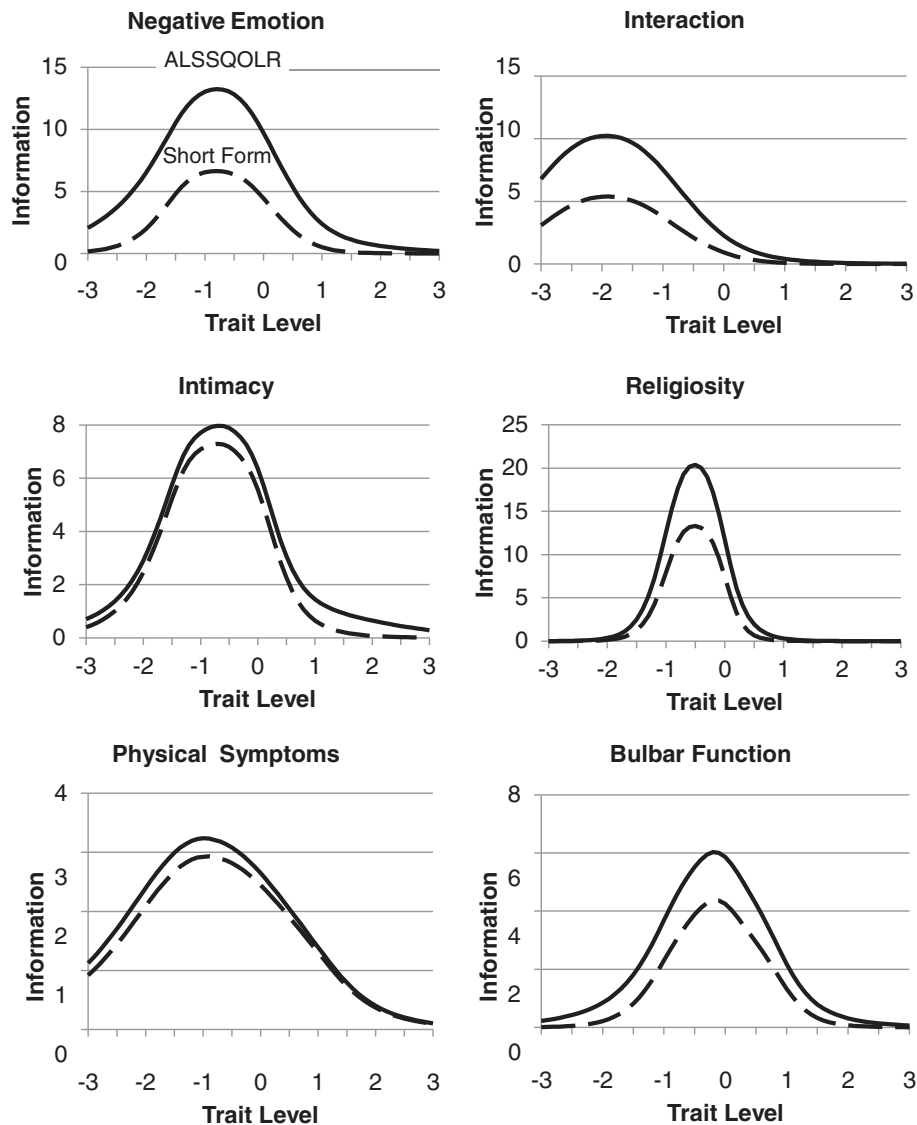 Negative Emotion
ALSSQOLR
Short Form
Information
15
10
5
0
-3 -2 -1 0 1 2 3
Trait Level
Interaction
Information
15
10
5
0
-3 -2 -1 0 1 2 3
Trait Level
Intimacy
Information
8
6
4
2
0
-3 -2 -1 0 1 2 3
Trait Level
Religiosity
Information
25
20
15
10
5
0
-3 -2 -1 0 1 2 3
Trait Level
Physical Symptoms
Information
4
3
2
1
0
-3 -2 -1 0 1 2 3
Trait Level
Bulbar Function
Information
8
6
4
2
0
-3 -2 -1 0 1 2 3
Trait Level